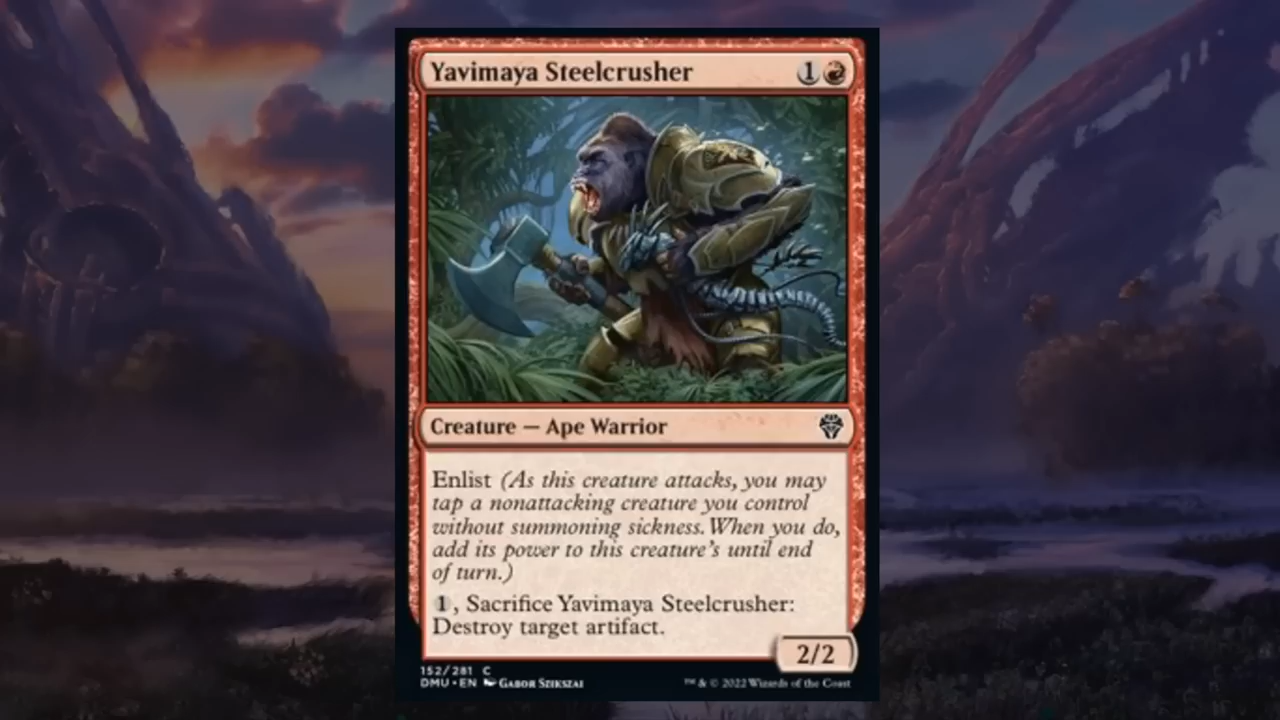 Yavimaya Steelcrusher 1
Creature — Ape Warrior
Enlist (As this creature attacks, you may
tap a nonattacking creature you control
without summoning sickness. When you do,
add its power to this creature's until end
of turn.)
1, Sacrifice Yavimaya Steelcrusher:
Destroy target artifact.
2/2
152/281 C
DMU • EN Gabor Szikszai
™ & © 2022 Wizards of the Coast